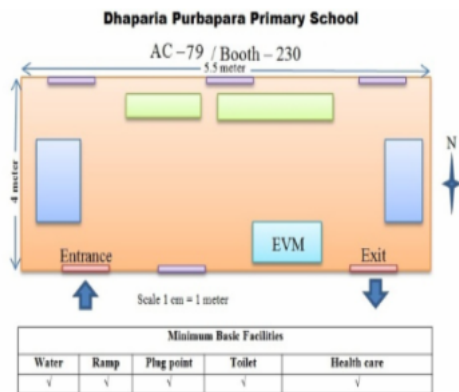 Dhaparia Purbapara Primary School
AC – 79 / Booth – 230
5.5 meter
4 meter
N
EVM
Entrance
Exit
Scale 1 cm = 1 meter
Minimum Basic Facilities
Water Ramp Plug point Toilet Health care
√ √ √ √ √